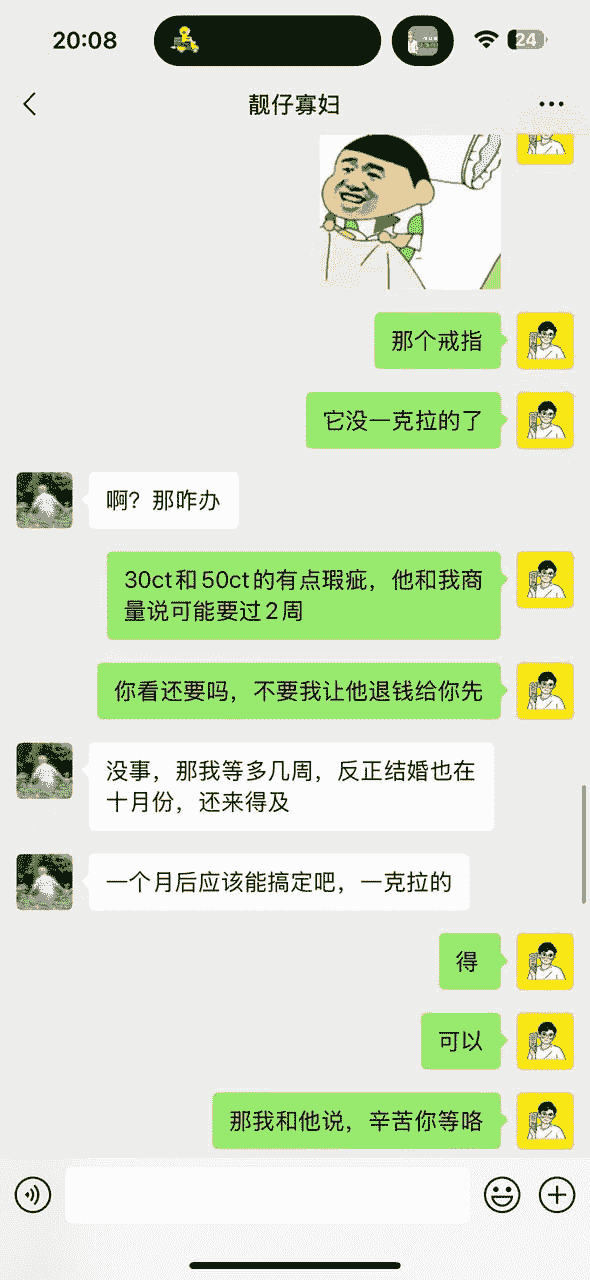 20:08
24
靓仔寡妇
那个戒指
它没一克拉的了
啊？那咋办
30ct和50ct的有点瑕疵，他和我商
量说可能要过2周
你看还要吗，不要我让他退钱给你先
没事，那我等多几周，反正结婚也在
十月份，还来得及
一个月后应该能搞定吧，一克拉的
得
可以
那我和他说，辛苦你等咯